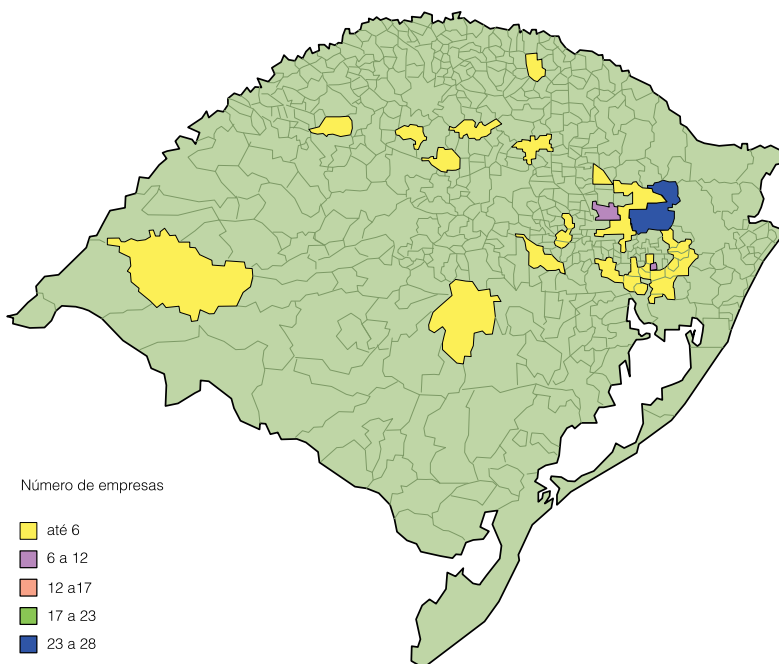 Número de empresas
até 6
6 a 12
12 a17
17 a 23
23 a 28